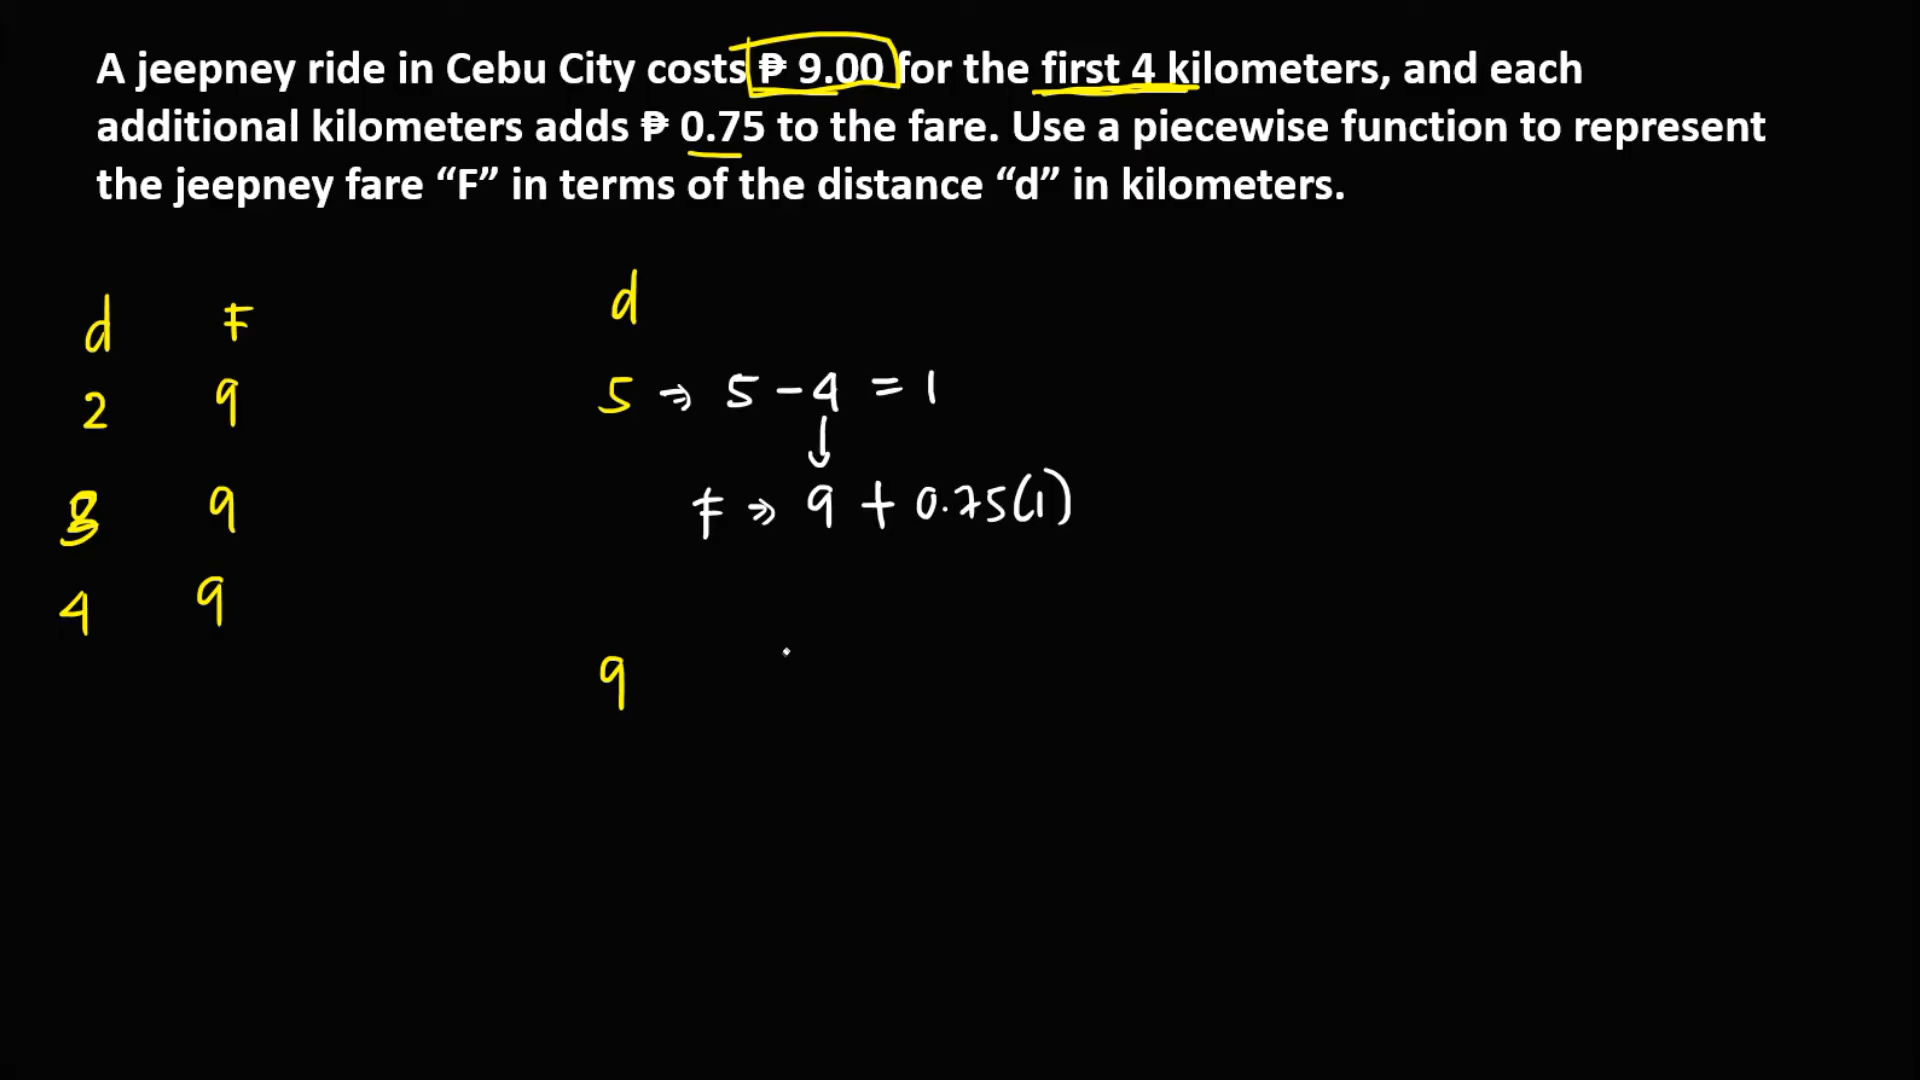 A jeepney ride in Cebu City costs ₱ 9.00 for the first 4 kilometers, and each
additional kilometers adds ₱ 0.75 to the fare. Use a piecewise function to represent
the jeepney fare “F” in terms of the distance “d” in kilometers.
d F
2 9
3 9
4 9
d
5 ⇒ 5 - 4 = 1
↓
F ⇒ 9 + 0.75(1)
9